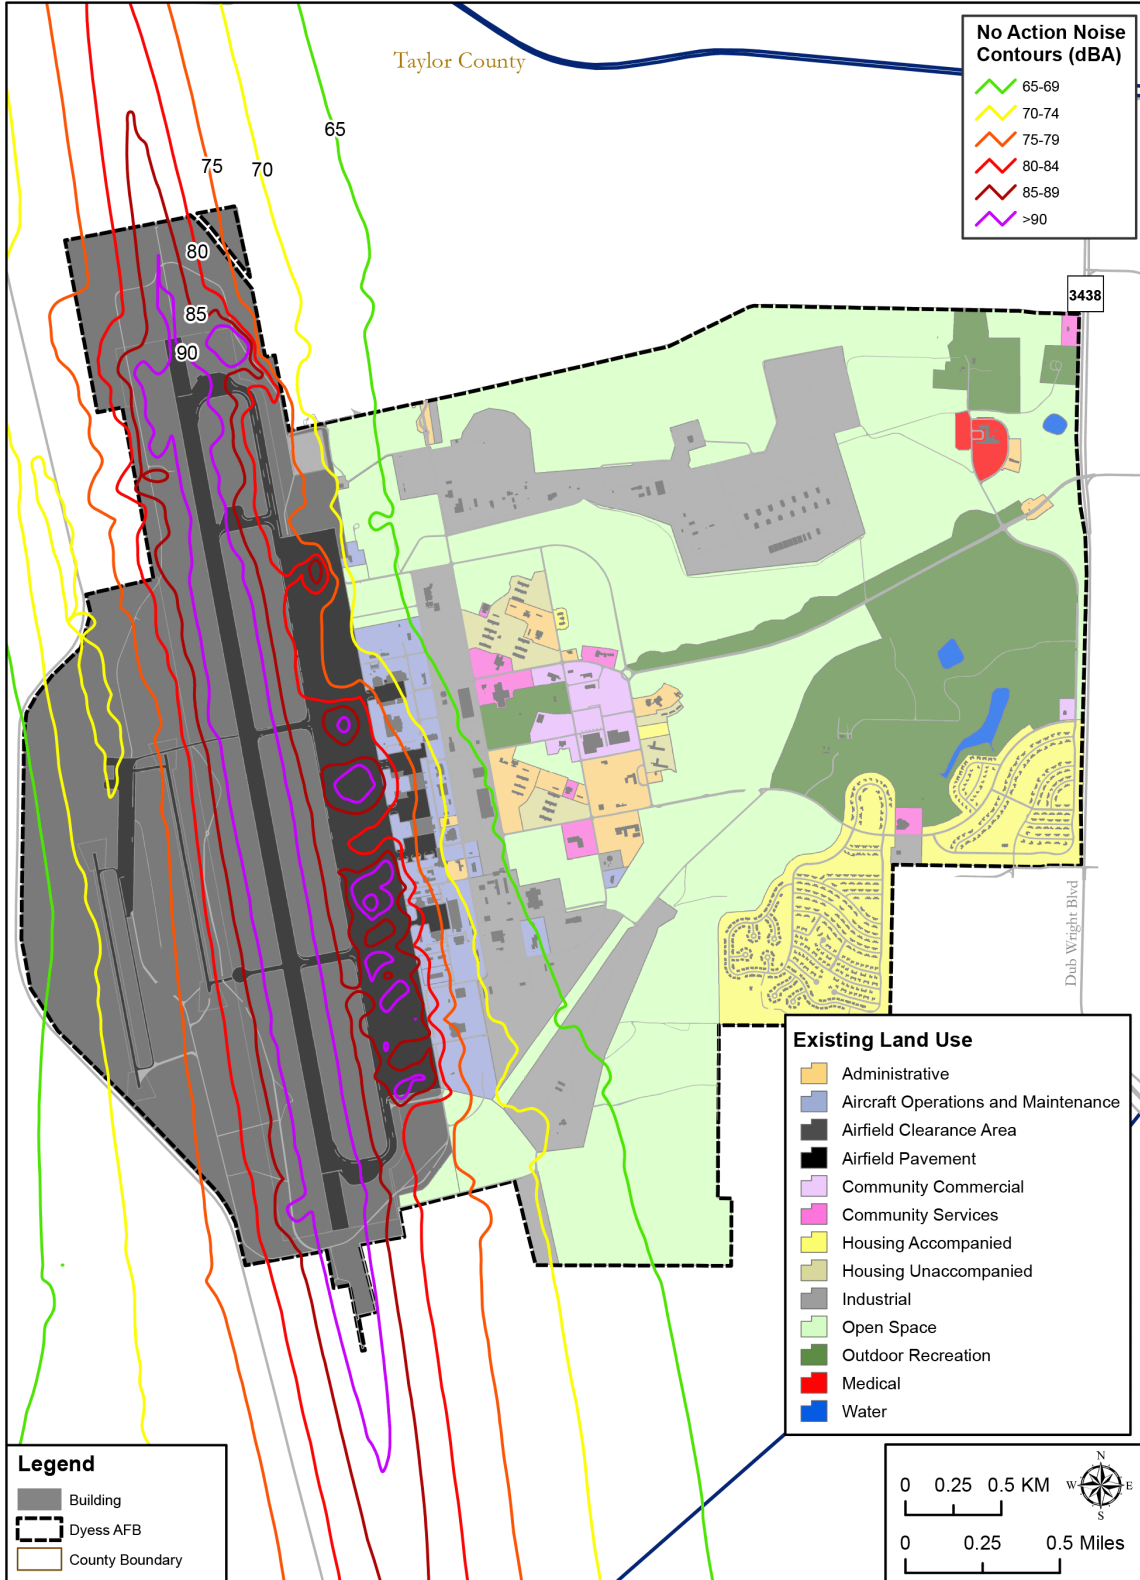 No Action Noise
Contours (dBA)
65-69
70-74
75-79
80-84
85-89
>90
Taylor County
65
75
70
80
85
90
3438
Dub Wright Blvd
Existing Land Use
Administrative
Aircraft Operations and Maintenance
Airfield Clearance Area
Airfield Pavement
Community Commercial
Community Services
Housing Accompanied
Housing Unaccompanied
Industrial
Open Space
Outdoor Recreation
Medical
Water
Legend
Building
Dyess AFB
County Boundary
N
W E
S
0 0.25 0.5 KM
0 0.25 0.5 Miles